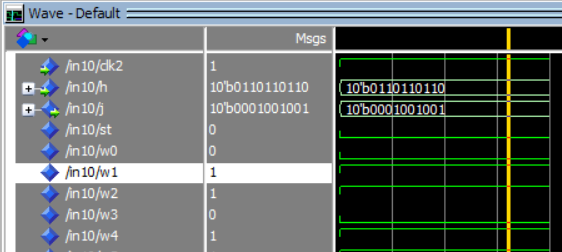 Wave - Default
Msgs
/in10/clk2 1
/in10/h 10'b0110110110 10'b0110110110
/in10/j 10'b0001001001 10'b0001001001
/in10/st 0
/in10/w0 0
/in10/w1 1
/in10/w2 1
/in10/w3 0
/in10/w4 1